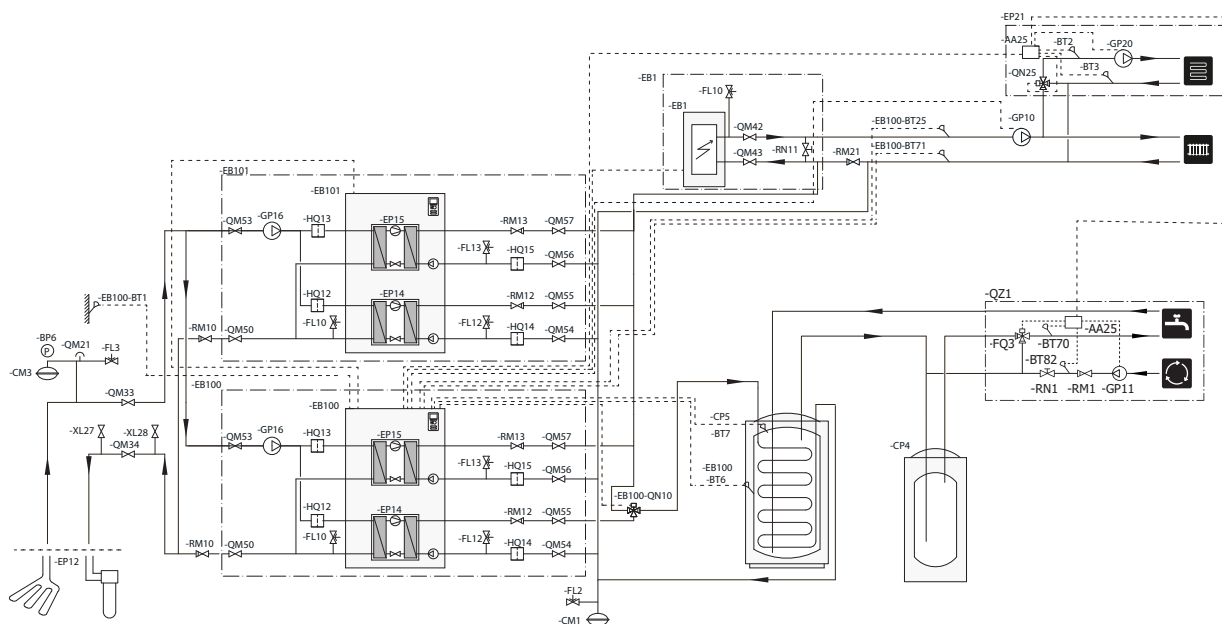 -EP21
-AA25
-BT2
-GP20
-BT3
-QN25
-EB1
-FL10
-EB1
-QM42
-QM43
-RN11
-RM21
-EB100-BT25
-EB100-BT71
-GP10
-EB101
-EB101
-QM53
-GP16
-HQ13
-EP15
-RM13
-QM57
-FL13
-HQ15
-QM56
-HQ12
-EP14
-RM12
-QM55
-FL10
-FL12
-HQ14
-QM54
-RM10
-QM50
-EB100-BT1
-BP6
P
-QM21
-FL3
-CM3
-QM33
-XL27
-XL28
-QM34
-EB100
-EB100
-QM53
-GP16
-HQ13
-EP15
-RM13
-QM57
-FL13
-HQ15
-QM56
-HQ12
-EP14
-RM12
-QM55
-FL10
-FL12
-HQ14
-QM54
-RM10
-QM50
-EP12
-EB100-QN10
-FL2
-CM1
-CP5
-BT7
-EB100
-BT6
-CP4
-QZ1
-AA25
-FQ3
-BT70
-BT82
-RN1
-RM1
-GP11